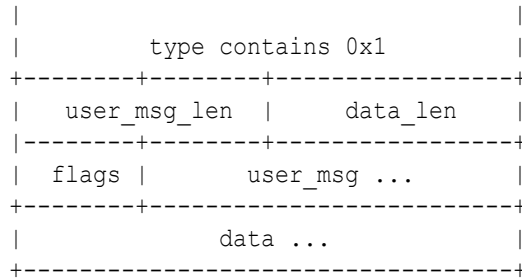 |                                |
|        type contains 0x1       |
+--------+--------+----------------+
|  user_msg_len  |    data_len    |
|--------+--------+----------------+
|  flags |      user_msg ...       |
+--------+-------------------------+
|            data ...            |
+----------------------------------+